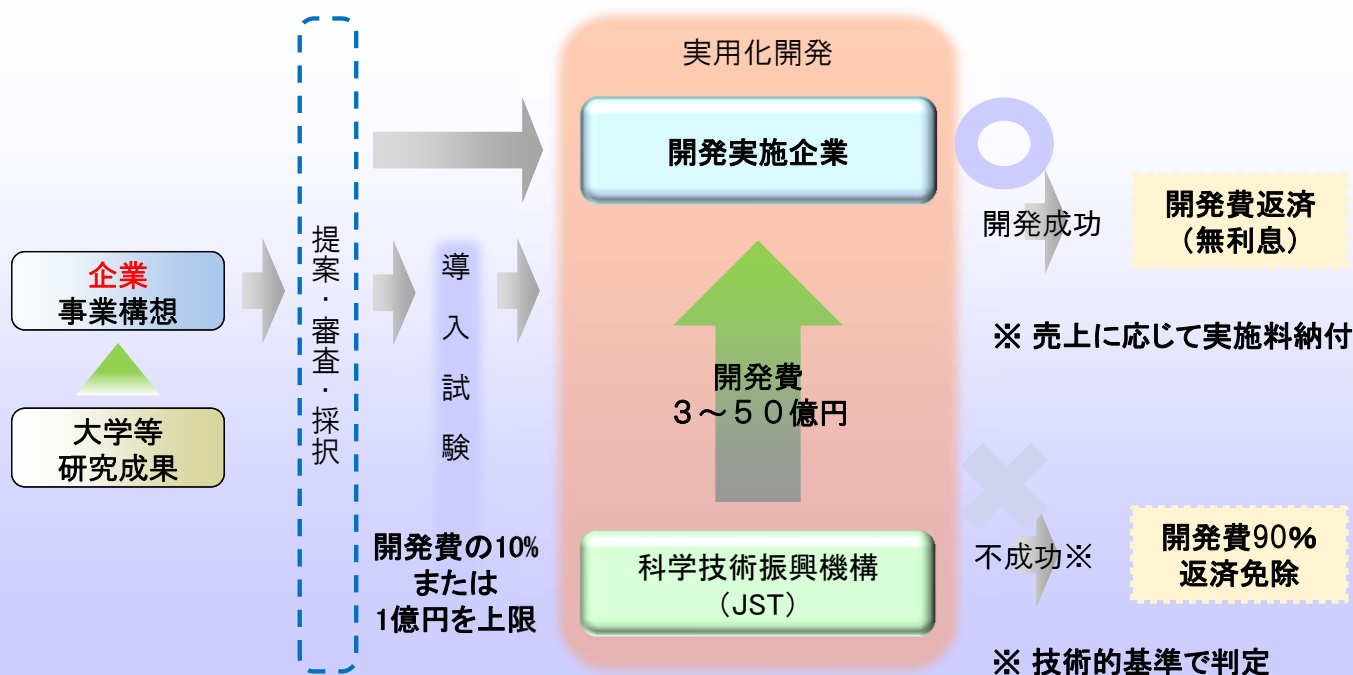 企業
事業構想
大学等
研究成果
提案・審査・採択
導入試験
開発費の10%
または
1億円を上限
実用化開発
開発実施企業
開発費
3～50億円
科学技術振興機構
（JST）
開発成功
開発費返済
（無利息）
※ 売上に応じて実施料納付
不成功※
開発費90%
返済免除
※ 技術的基準で判定